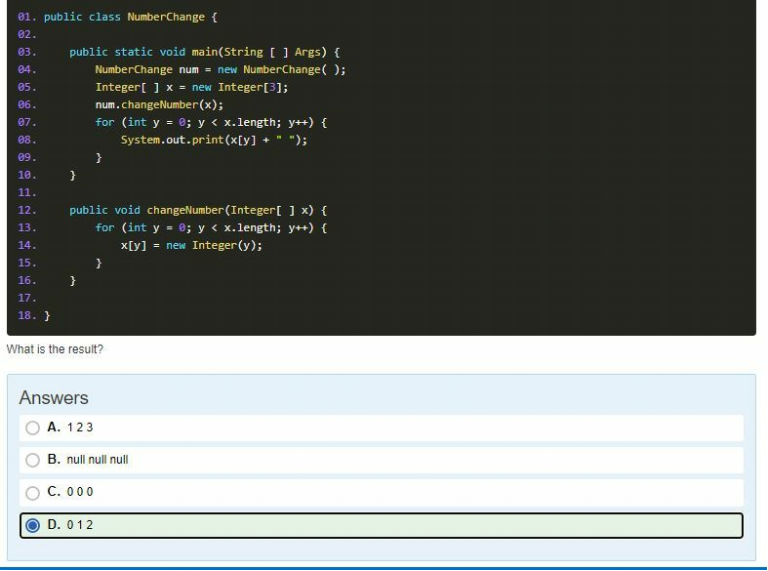 01. public class NumberChange {
02.
03.     public static void main(String [ ] Args) {
04.         NumberChange num = new NumberChange( );
05.         Integer[ ] x = new Integer[3];
06.         num.changeNumber(x);
07.         for (int y = 0; y < x.length; y++) {
08.             System.out.print(x[y] + " ");
09.         }
10.     }
11.
12.     public void changeNumber(Integer[ ] x) {
13.         for (int y = 0; y < x.length; y++) {
14.             x[y] = new Integer(y);
15.         }
16.     }
17.
18. }
What is the result?
Answers
A. 1 2 3
B. null null null
C. 0 0 0
D. 0 1 2